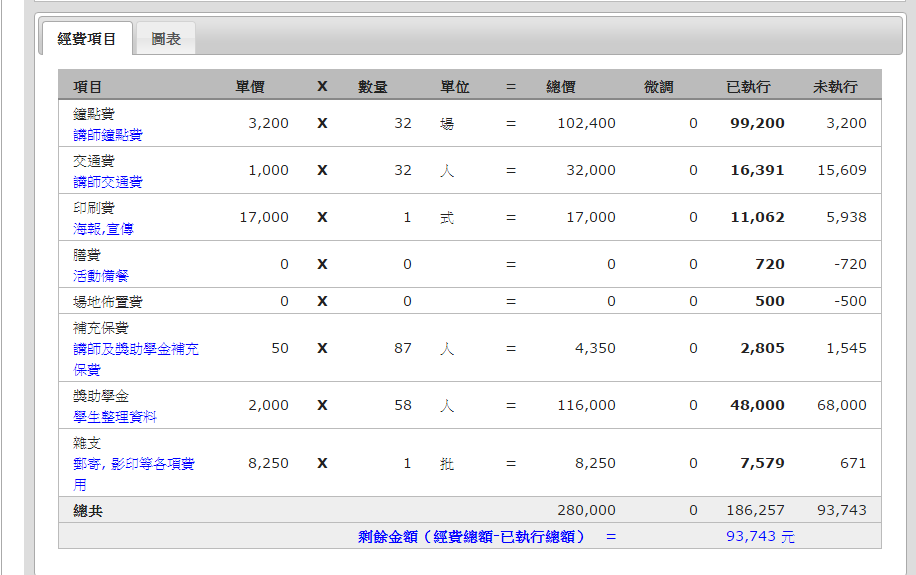 經費項目 圖表
項目 單價 X 數量 單位 = 總價 微調 已執行 未執行
鐘點費
講師鐘點費 3,200 X 32 場 = 102,400 0 99,200 3,200
交通費
講師交通費 1,000 X 32 人 = 32,000 0 16,391 15,609
印刷費
海報,宣傳 17,000 X 1 式 = 17,000 0 11,062 5,938
膳費
活動備餐 0 X 0 = 0 0 720 -720
場地佈置費 0 X 0 = 0 0 500 -500
補充保費
講師及獎助學金補充 50 X 87 人 = 4,350 0 2,805 1,545
保費
獎助學金
學生整理資料 2,000 X 58 人 = 116,000 0 48,000 68,000
雜支
郵寄, 影印等各項費 8,250 X 1 批 = 8,250 0 7,579 671
用
總共 280,000 0 186,257 93,743
剩餘金額（經費總額-已執行總額） = 93,743 元